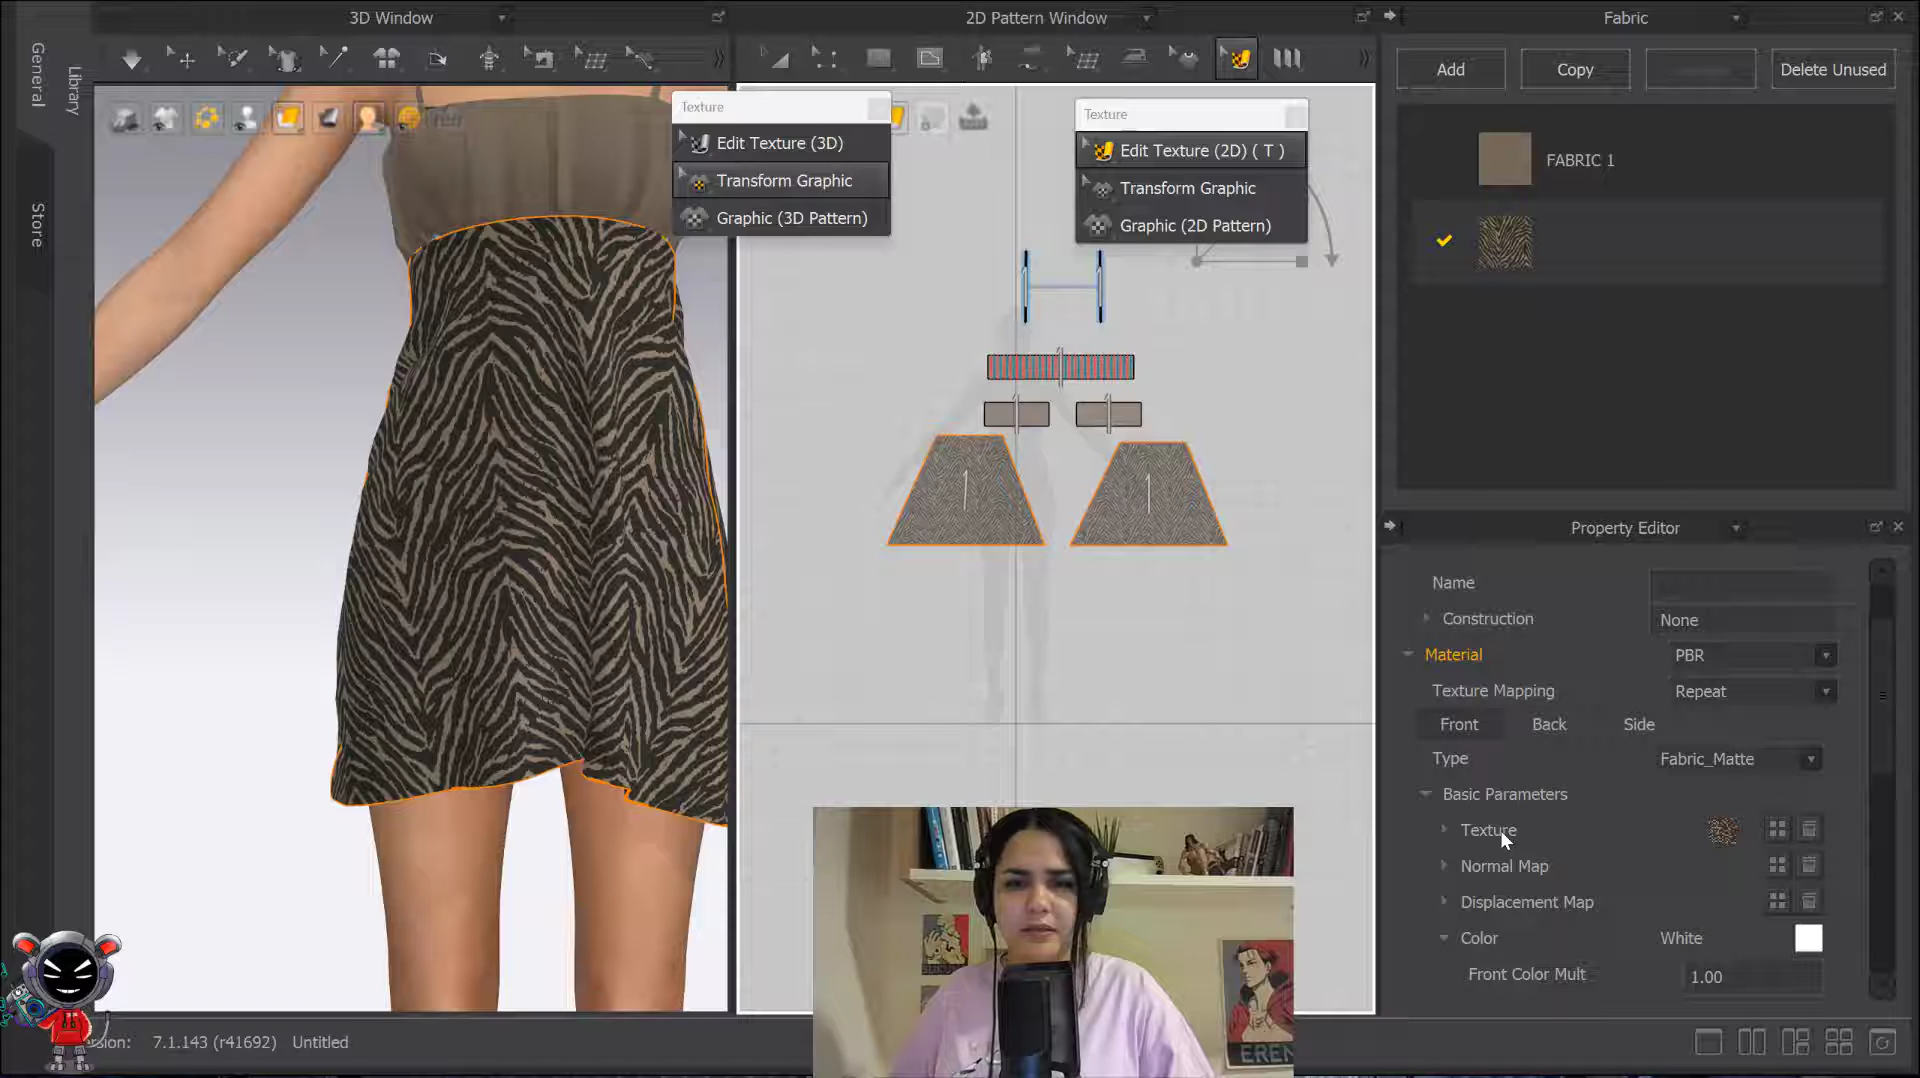 3D Window
2D Pattern Window
Fabric
General
Library
Store
Add
Copy
Delete Unused
Texture
Edit Texture (3D)
Transform Graphic
Graphic (3D Pattern)
Texture
Edit Texture (2D) ( T )
Transform Graphic
Graphic (2D Pattern)
FABRIC 1
Property Editor
Name
Construction
None
Material
PBR
Texture Mapping
Repeat
Front
Back
Side
Type
Fabric_Matte
Basic Parameters
Texture
Normal Map
Displacement Map
Color
White
Front Color Mult
1.00
EREN
7.1.143 (r41692)
Untitled